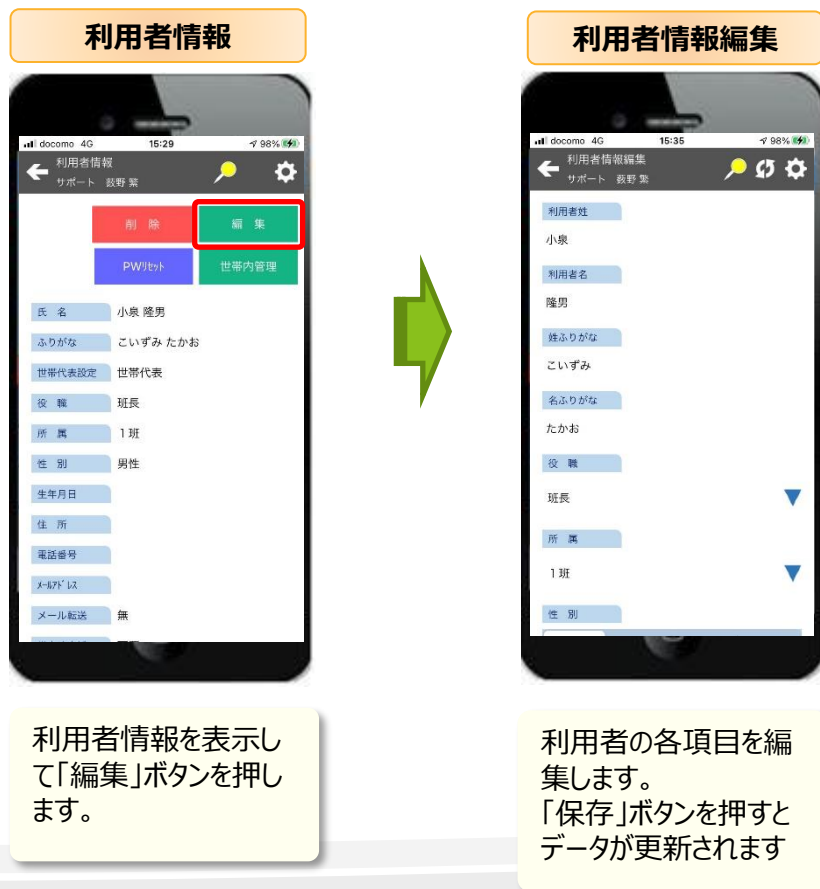 利用者情報
docomo 4G 15:29 98%
利用者情報
サポート 薮野 繁
削 除
編 集
PWリセット
世帯内管理
氏 名 小泉 隆男
ふりがな こいずみ たかお
世帯代表設定 世帯代表
役 職 班長
所 属 1班
性 別 男性
生年月日
住 所
電話番号
メールアドレス
メール転送 無
利用者情報を表示し
て「編集」ボタンを押し
ます。
利用者情報編集
docomo 4G 15:35 98%
利用者情報編集
サポート 薮野 繁
利用者姓
小泉
利用者名
隆男
姓ふりがな
こいずみ
名ふりがな
たかお
役 職
班長
所 属
1班
性 別
利用者の各項目を編
集します。
「保存」ボタンを押すと
データが更新されます